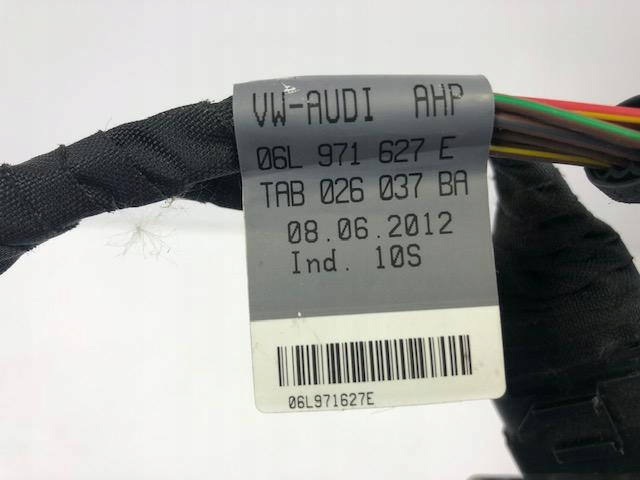 VW-AUDI AHP
06L 971 627 E
TAB 026 037 BA
08.06.2012
Ind. 10S
06L971627E